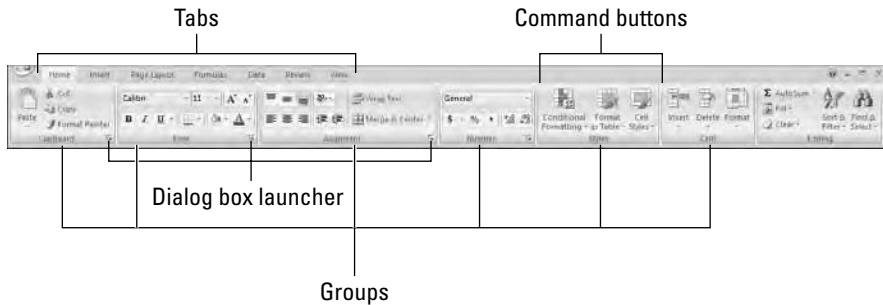 Tabs Command buttons
Home Insert Page Layout Formulas Data Review View
Cut
Copy
Paste
Format Painter
Clipboard
Calibri 11 A A
B I U A
Font
Wrap Text
Merge & Center
Alignment
General
$ % ,
Number
Conditional Formatting
Format as Table
Cell Styles
Styles
Insert Delete Format
Cells
Σ AutoSum
Fill
Clear
Sort & Filter
Find & Select
Editing
Dialog box launcher
Groups